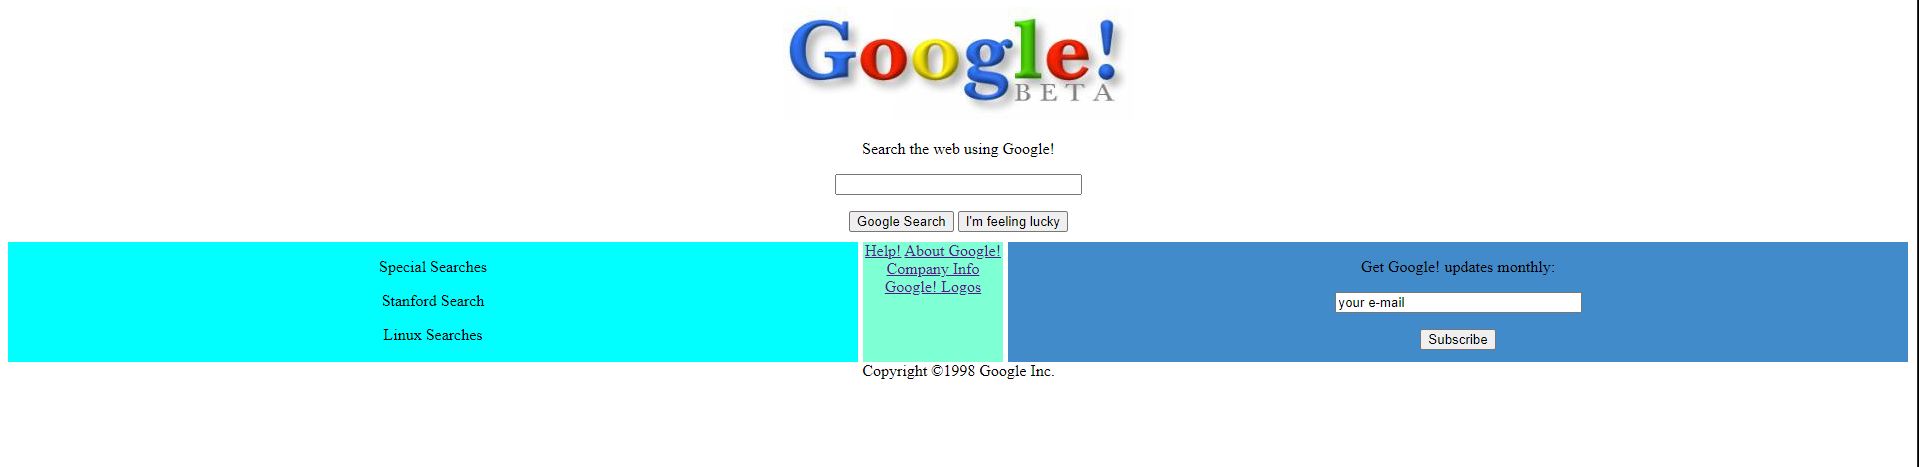 Google!
BETA
Search the web using Google!
Google Search I'm feeling lucky
Special Searches
Stanford Search
Linux Searches
Help! About Google!
Company Info
Google! Logos
Get Google! updates monthly:
your e-mail
Subscribe
Copyright ©1998 Google Inc.